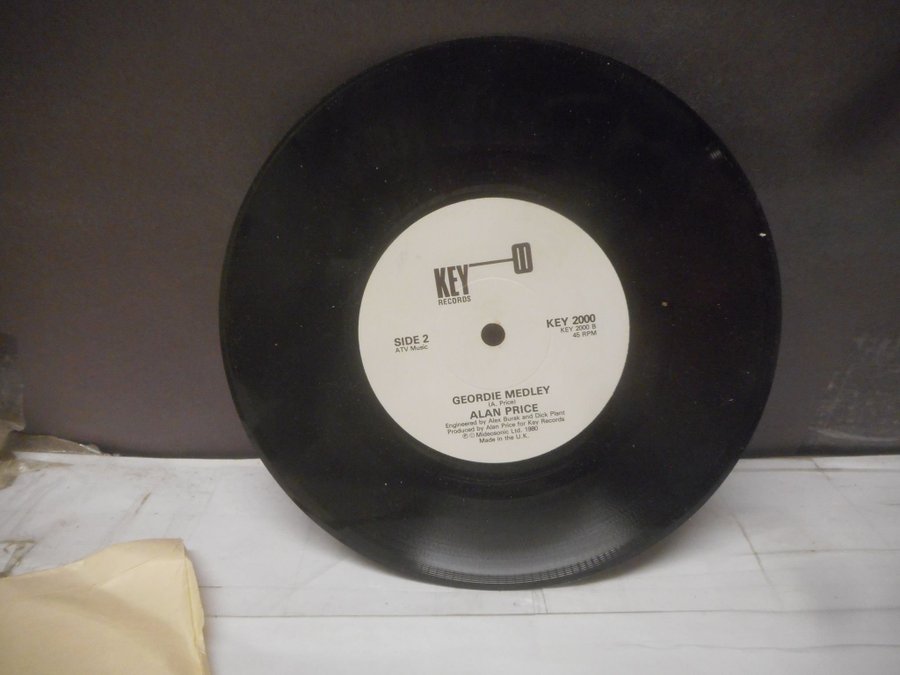 KEY
RECORDS
SIDE 2
ATV Music
KEY 2000
KEY 2000 B
45 RPM
GEORDIE MEDLEY
(A. Price)
ALAN PRICE
Engineered by Alex Burak and Dick Plant
Produced by Alan Price for Key Records
℗ © Mideosonic Ltd. 1980
Made in the U.K.